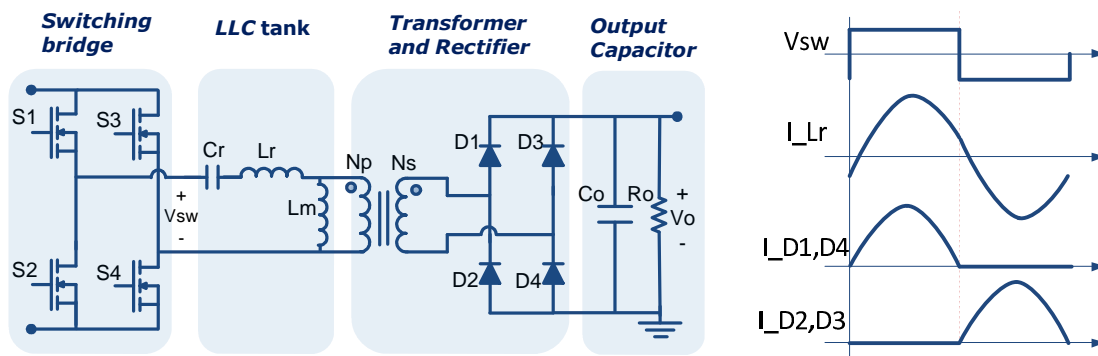 Switching
bridge
LLC tank
Transformer
and Rectifier
Output
Capacitor
S1
S3
Cr
Lr
Np
Ns
D1
D3
Lm
+
Vsw
-
Co
Ro
+
Vo
-
S2
S4
D2
D4
Vsw
I_Lr
I_D1,D4
I_D2,D3